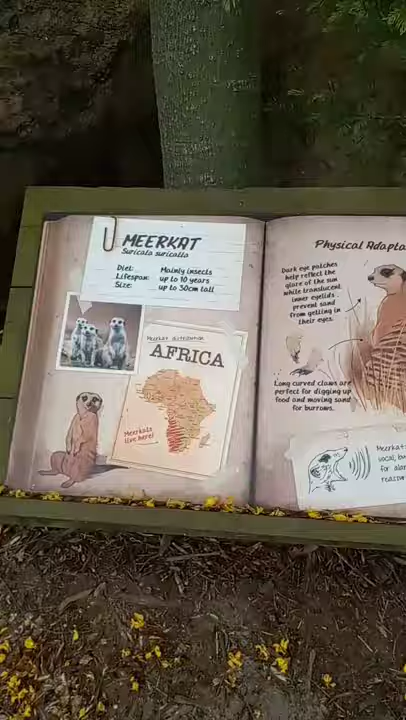 MEERKAT
Suricata suricatta
Diet: Mainly insects
Lifespan: up to 10 years
Size: up to 30cm tall
Meerkat distribution
AFRICA
Meerkats
live here!
Physical Adapta
Dark eye patches
help reflect the
glare of the sun
while translucent
inner eyelids
prevent sand
from getting in
their eyes.
Long curved claws are
perfect for digging up
food and moving sand
for burrows.
Meerkat
vocal, bu
for alar
reassu